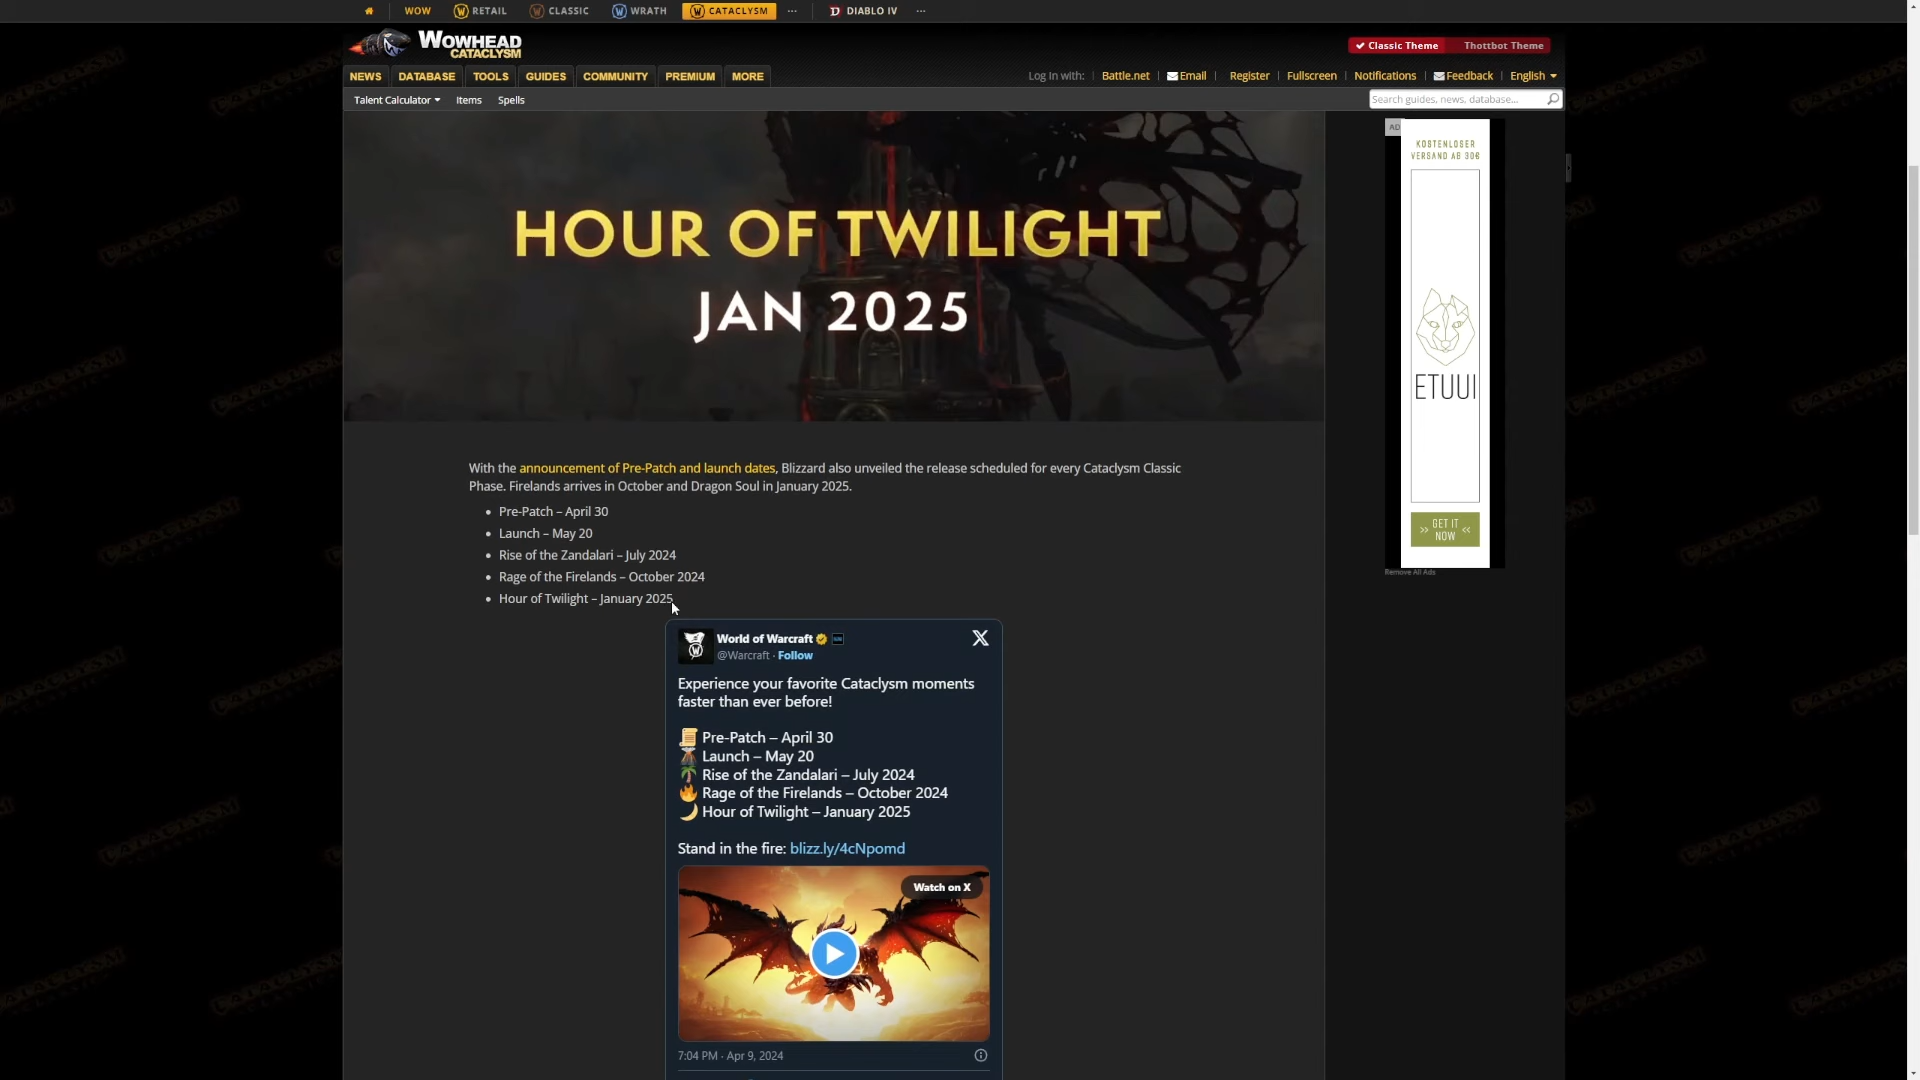 WOW RETAIL CLASSIC WRATH CATACLYSM ... DIABLO IV ...
WOWHEAD
CATACLYSM
Classic Theme Thottbot Theme
NEWS DATABASE TOOLS GUIDES COMMUNITY PREMIUM MORE
Log In with: Battle.net Email Register Fullscreen Notifications Feedback English
Talent Calculator Items Spells
Search guides, news, database...
HOUR OF TWILIGHT
JAN 2025
AD
KOSTENLOSER
VERSAND AB 30€
ETUUI
>> GET IT NOW <<
Remove All Ads
With the announcement of Pre-Patch and launch dates, Blizzard also unveiled the release scheduled for every Cataclysm Classic
Phase. Firelands arrives in October and Dragon Soul in January 2025.
• Pre-Patch – April 30
• Launch – May 20
• Rise of the Zandalari – July 2024
• Rage of the Firelands – October 2024
• Hour of Twilight – January 2025
World of Warcraft
@Warcraft · Follow
Experience your favorite Cataclysm moments
faster than ever before!
📜 Pre-Patch – April 30
🌋 Launch – May 20
🌴 Rise of the Zandalari – July 2024
🔥 Rage of the Firelands – October 2024
🌙 Hour of Twilight – January 2025
Stand in the fire: blizz.ly/4cNpomd
Watch on X
7:04 PM · Apr 9, 2024